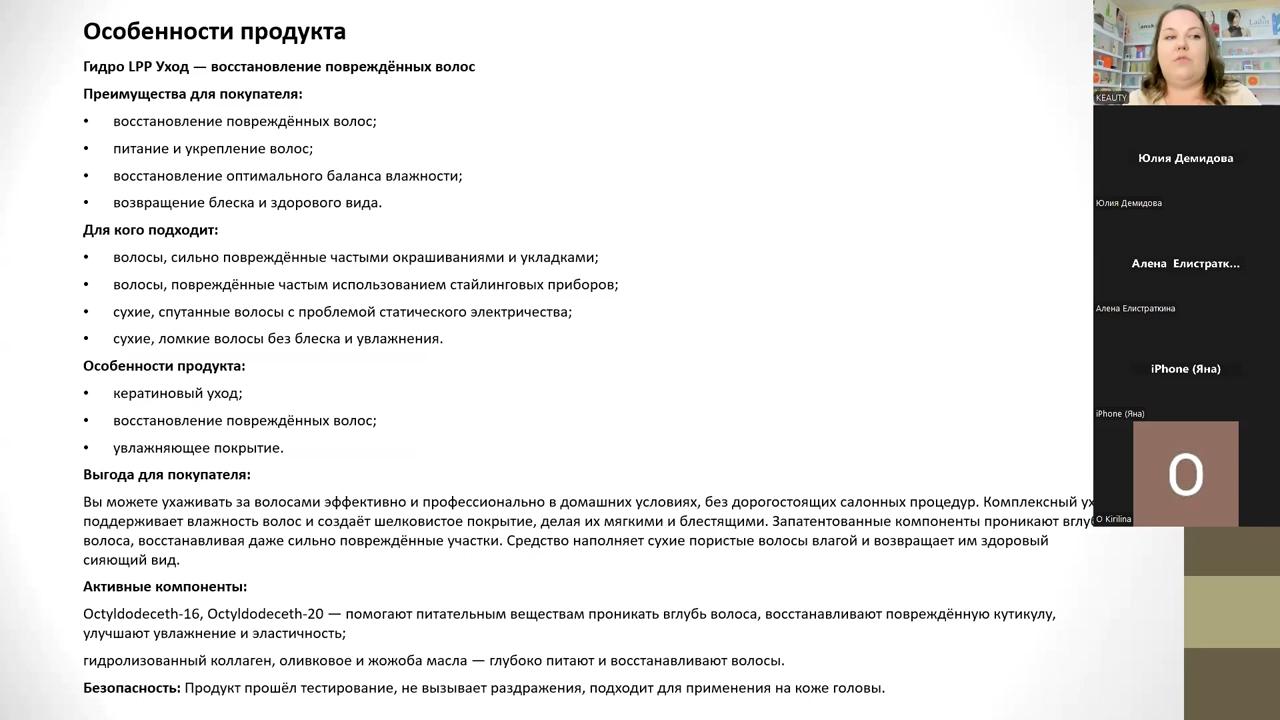 Особенности продукта
Гидро LPP Уход — восстановление повреждённых волос
Преимущества для покупателя:
• восстановление повреждённых волос;
• питание и укрепление волос;
• восстановление оптимального баланса влажности;
• возвращение блеска и здорового вида.
Для кого подходит:
• волосы, сильно повреждённые частыми окрашиваниями и укладками;
• волосы, повреждённые частым использованием стайлинговых приборов;
• сухие, спутанные волосы с проблемой статического электричества;
• сухие, ломкие волосы без блеска и увлажнения.
Особенности продукта:
• кератиновый уход;
• восстановление повреждённых волос;
• увлажняющее покрытие.
Выгода для покупателя:
Вы можете ухаживать за волосами эффективно и профессионально в домашних условиях, без дорогостоящих салонных процедур. Комплексный
поддерживает влажность волос и создаёт шелковистое покрытие, делая их мягкими и блестящими. Запатентованные компоненты проникают
волоса, восстанавливая даже сильно повреждённые участки. Средство наполняет сухие пористые волосы влагой и возвращает им здоровый
сияющий вид.
Активные компоненты:
Octyldodeceth-16, Octyldodeceth-20 — помогают питательным веществам проникать вглубь волоса, восстанавливают повреждённую кутикулу,
улучшают увлажнение и эластичность;
гидролизованный коллаген, оливковое и жожоба масла — глубоко питают и восстанавливают волосы.
Безопасность: Продукт прошёл тестирование, не вызывает раздражения, подходит для применения на коже головы.
KEAUTY
Юлия Демидова
Юлия Демидова
Алена Елистратк...
Алена Елистраткина
iPhone (Яна)
iPhone (Яна)
O
O Kirilina